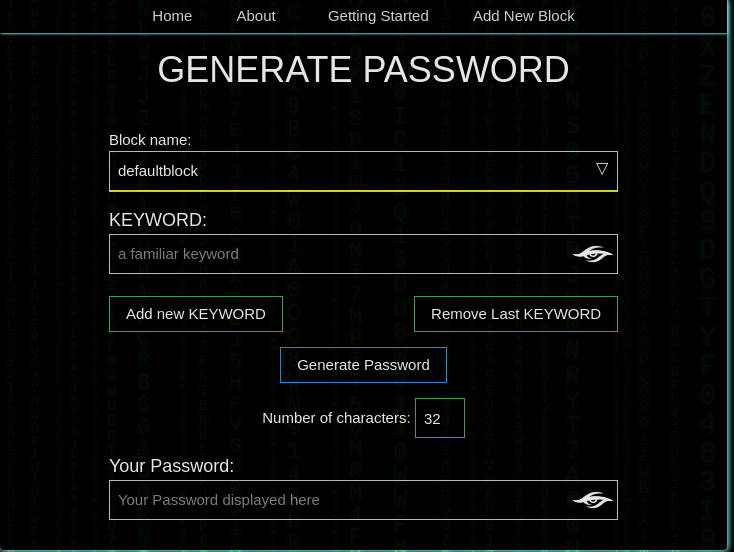 Home About Getting Started Add New Block
GENERATE PASSWORD
Block name:
defaultblock
KEYWORD:
a familiar keyword
Add new KEYWORD Remove Last KEYWORD
Generate Password
Number of characters: 32
Your Password:
Your Password displayed here